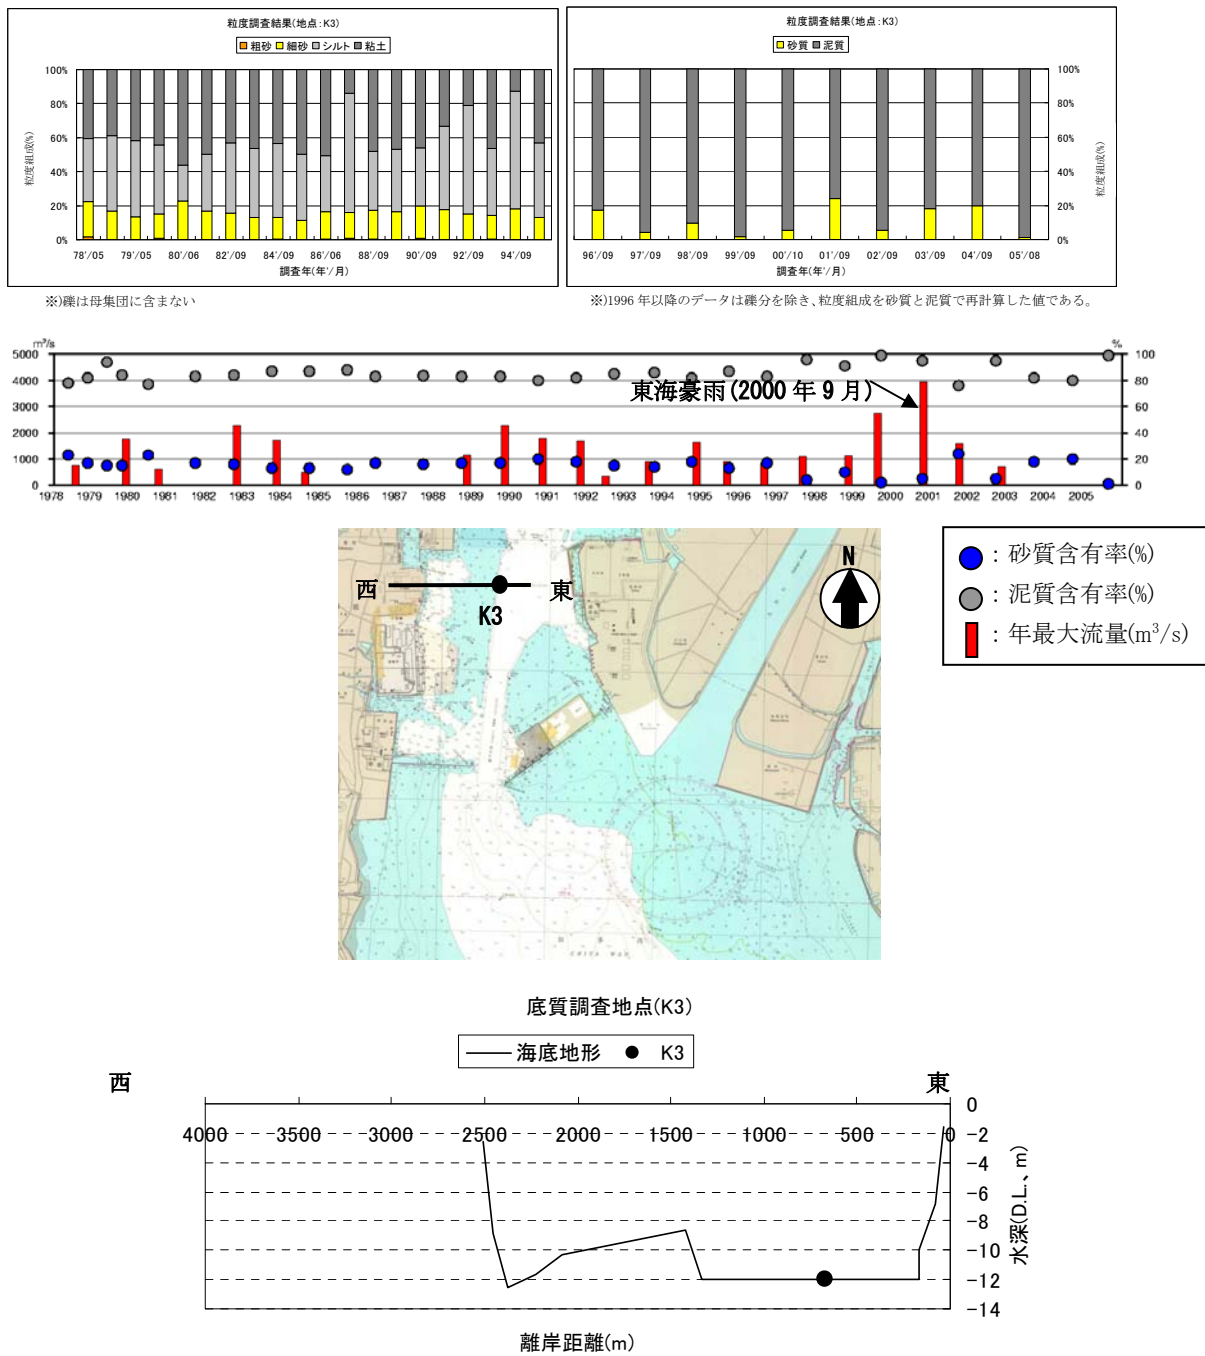 粒度調査結果(地点:K3)
粗砂 細砂 シルト 粘土
100%
80%
60%
40%
20%
0%
粒度組成(%)
78'/05 79'/05 80'/06 82'/09 84'/09 86'/09 88'/09 90'/09 92'/09 94'/09
調査年(年'/月)
※)礫は母集団に含まない
粒度調査結果(地点:K3)
砂質 泥質
100%
80%
60%
40%
20%
0%
粒度組成(%)
96'/09 97'/09 98'/09 99'/09 00'/10 01'/09 02'/09 03'/09 04'/09 05'/08
調査年(年'/月)
※)1996 年以降のデータは礫分を除き、粒度組成を砂質と泥質で再計算した値である。
m³/s
5000
4000
3000
2000
1000
0
%
100
80
60
40
20
0
東海豪雨(2000 年 9 月)
1978 1979 1980 1981 1982 1983 1984 1985 1986 1987 1988 1989 1990 1991 1992 1993 1994 1995 1996 1997 1998 1999 2000 2001 2002 2003 2004 2005
西
東
K3
N
:砂質含有率(%)
:泥質含有率(%)
:年最大流量(m³/s)
底質調査地点(K3)
海底地形 K3
西
東
4000 3500 3000 2500 2000 1500 1000 500 0
0
-2
-4
-6
-8
-10
-12
-14
水深(D.L.、m)
離岸距離(m)